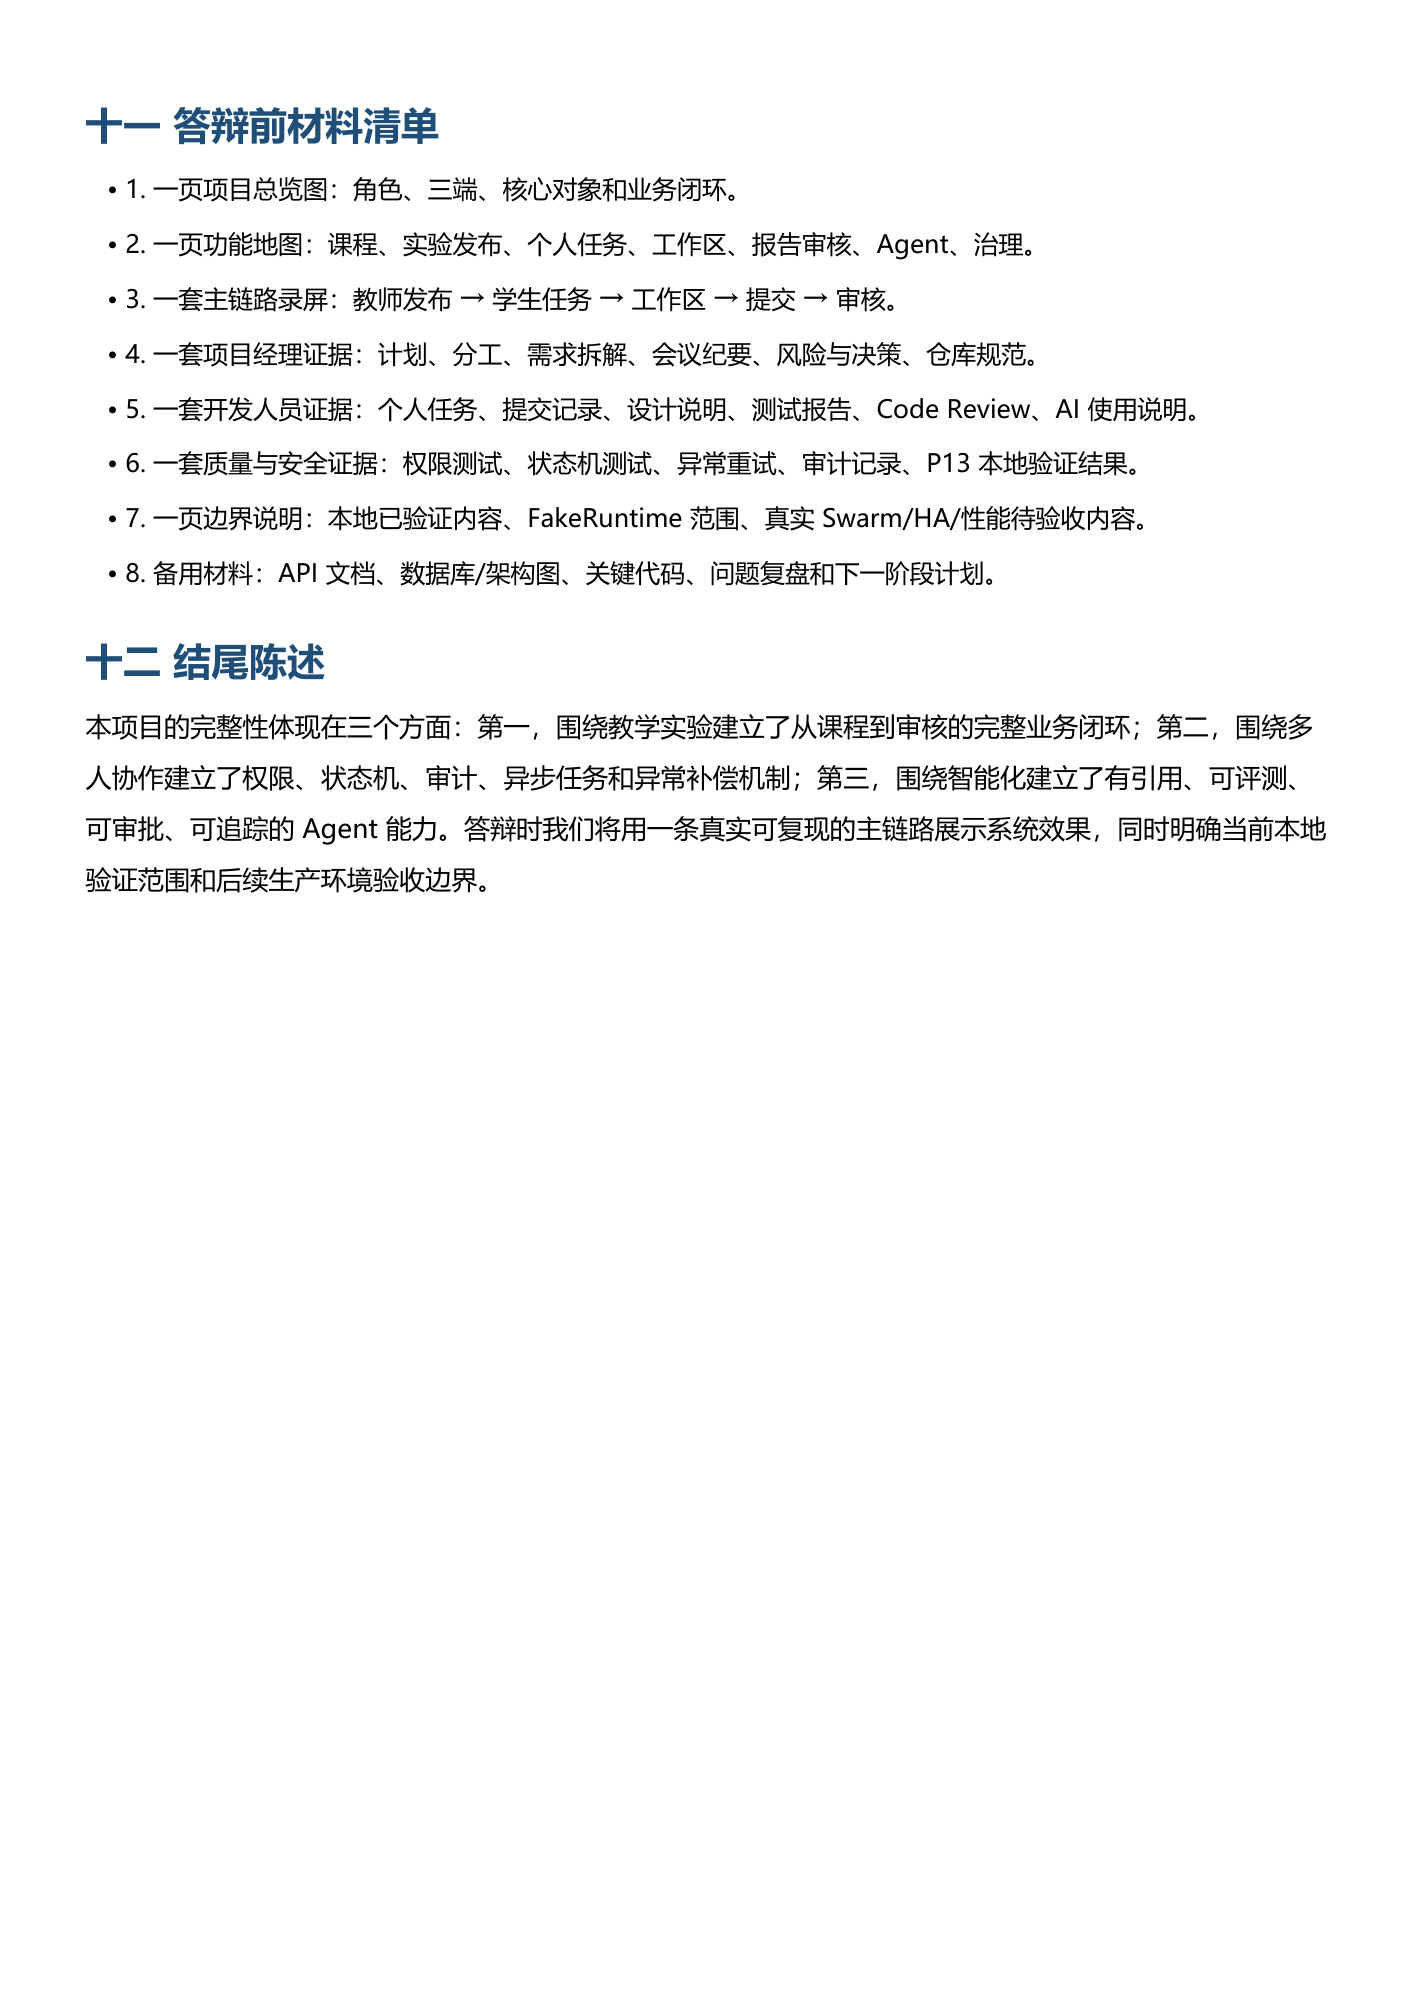 十一 答辩前材料清单
• 1. 一页项目总览图：角色、三端、核心对象和业务闭环。
• 2. 一页功能地图：课程、实验发布、个人任务、工作区、报告审核、Agent、治理。
• 3. 一套主链路录屏：教师发布 → 学生任务 → 工作区 → 提交 → 审核。
• 4. 一套项目经理证据：计划、分工、需求拆解、会议纪要、风险与决策、仓库规范。
• 5. 一套开发人员证据：个人任务、提交记录、设计说明、测试报告、Code Review、AI 使用说明。
• 6. 一套质量与安全证据：权限测试、状态机测试、异常重试、审计记录、P13 本地验证结果。
• 7. 一页边界说明：本地已验证内容、FakeRuntime 范围、真实 Swarm/HA/性能待验收内容。
• 8. 备用材料：API 文档、数据库/架构图、关键代码、问题复盘和下一阶段计划。
十二 结尾陈述
本项目的完整性体现在三个方面：第一，围绕教学实验建立了从课程到审核的完整业务闭环；第二，围绕多
人协作建立了权限、状态机、审计、异步任务和异常补偿机制；第三，围绕智能化建立了有引用、可评测、
可审批、可追踪的 Agent 能力。答辩时我们将用一条真实可复现的主链路展示系统效果，同时明确当前本地
验证范围和后续生产环境验收边界。